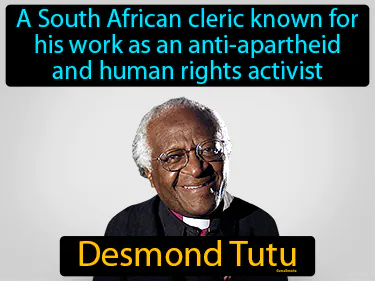 A South African cleric known for
his work as an anti-apartheid
and human rights activist
Desmond Tutu